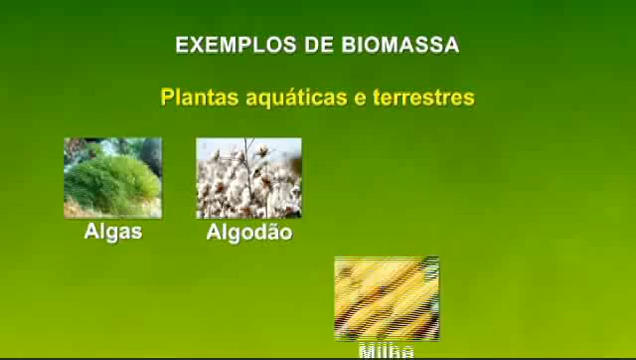 EXEMPLOS DE BIOMASSA
Plantas aquáticas e terrestres
Algas
Algodão
Milho